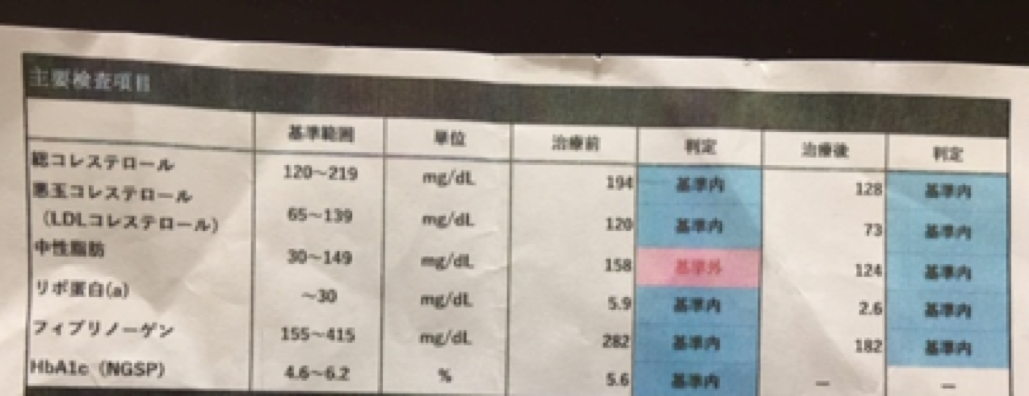 主要検査項目
基準範囲 単位 治療前 判定 治療後 判定
総コレステロール 120~219 mg/dL 194 基準内 128 基準内
悪玉コレステロール
（LDLコレステロール） 65~139 mg/dL 120 基準内 73 基準内
中性脂肪 30~149 mg/dL 158 基準外 124 基準内
リポ蛋白(a) ~30 mg/dL 5.9 基準内 2.6 基準内
フィブリノーゲン 155~415 mg/dL 282 基準内 182 基準内
HbA1c（NGSP） 4.6~6.2 % 5.6 基準内 ― ―